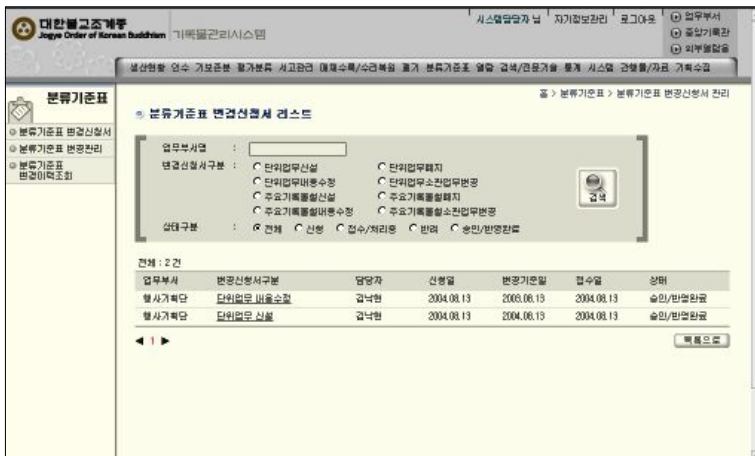 대한불교조계종
Jogye Order of Korean Buddhism
기록물관리시스템
시스템담당자 님 자기정보관리 로그아웃
업무부서
중앙기록관
외부열람용
생산현황 인수 기보존분 평가분류 서고관리 매체수록/수리복원 폐기 분류기준표 열람 검색/전문기술 통계 시스템 간행물/자료 기획수집
분류기준표
분류기준표 변경신청서
분류기준표 변경관리
분류기준표
변경이력조회
홈 > 분류기준표 > 분류기준표 변경신청서 관리
분류기준표 변경신청서 리스트
업무부서명 :
변경신청서구분 : 단위업무신설 단위업무폐지
단위업무내용수정 단위업무소관업무변경
주요기록물철신설 주요기록물철폐지
주요기록물철내용수정 주요기록물철소관업무변경
상태구분 : 전체 신청 접수/처리중 반려 승인/반영완료
검색
전체 : 2 건
업무부서 변경신청서구분 담당자 신청일 변경기준일 접수일 상태
행사기획단 단위업무 내용수정 김낙현 2004.08.13 2003.08.13 2004.08.13 승인/반영완료
행사기획단 단위업무 신설 김낙현 2004.08.13 2004.08.13 2004.08.13 승인/반영완료
◀ 1 ▶
목록으로